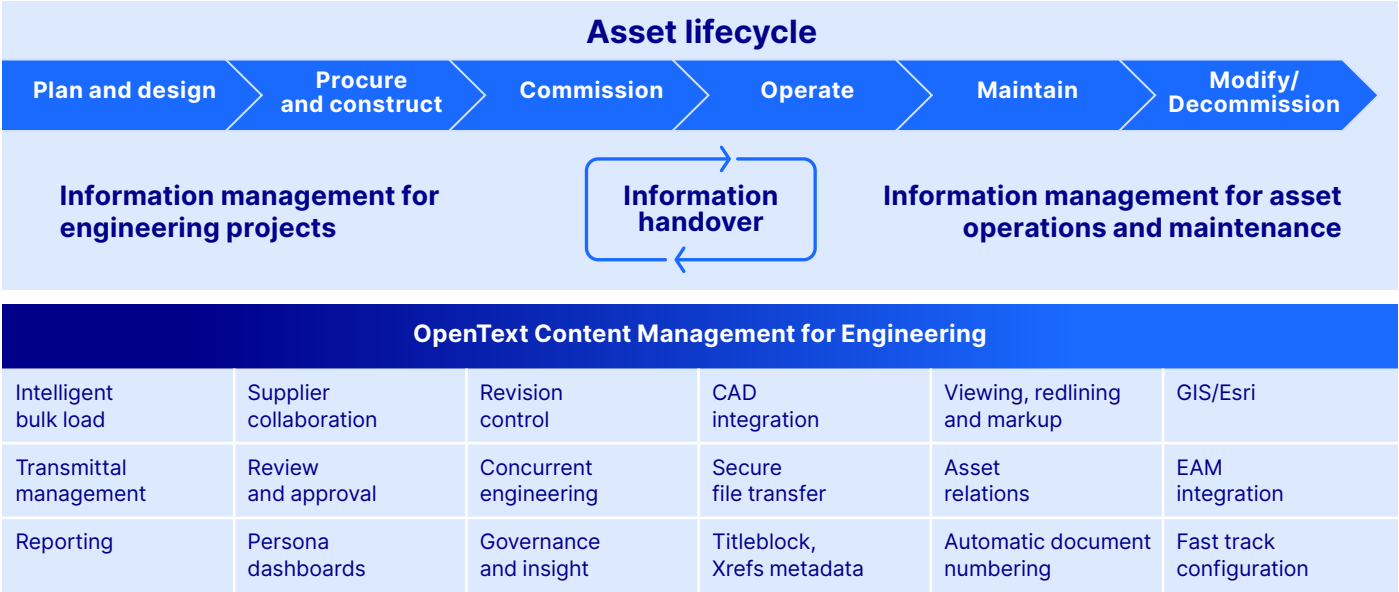 Asset lifecycle
Plan and design
Procure
and construct
Commission
Operate
Maintain
Modify/
Decommission
Information management for
engineering projects
Information
handover
Information management for asset
operations and maintenance
OpenText Content Management for Engineering
Intelligent
bulk load
Supplier
collaboration
Revision
control
CAD
integration
Viewing, redlining
and markup
GIS/Esri
Transmittal
management
Review
and approval
Concurrent
engineering
Secure
file transfer
Asset
relations
EAM
integration
Reporting
Persona
dashboards
Governance
and insight
Titleblock,
Xrefs metadata
Automatic document
numbering
Fast track
configuration